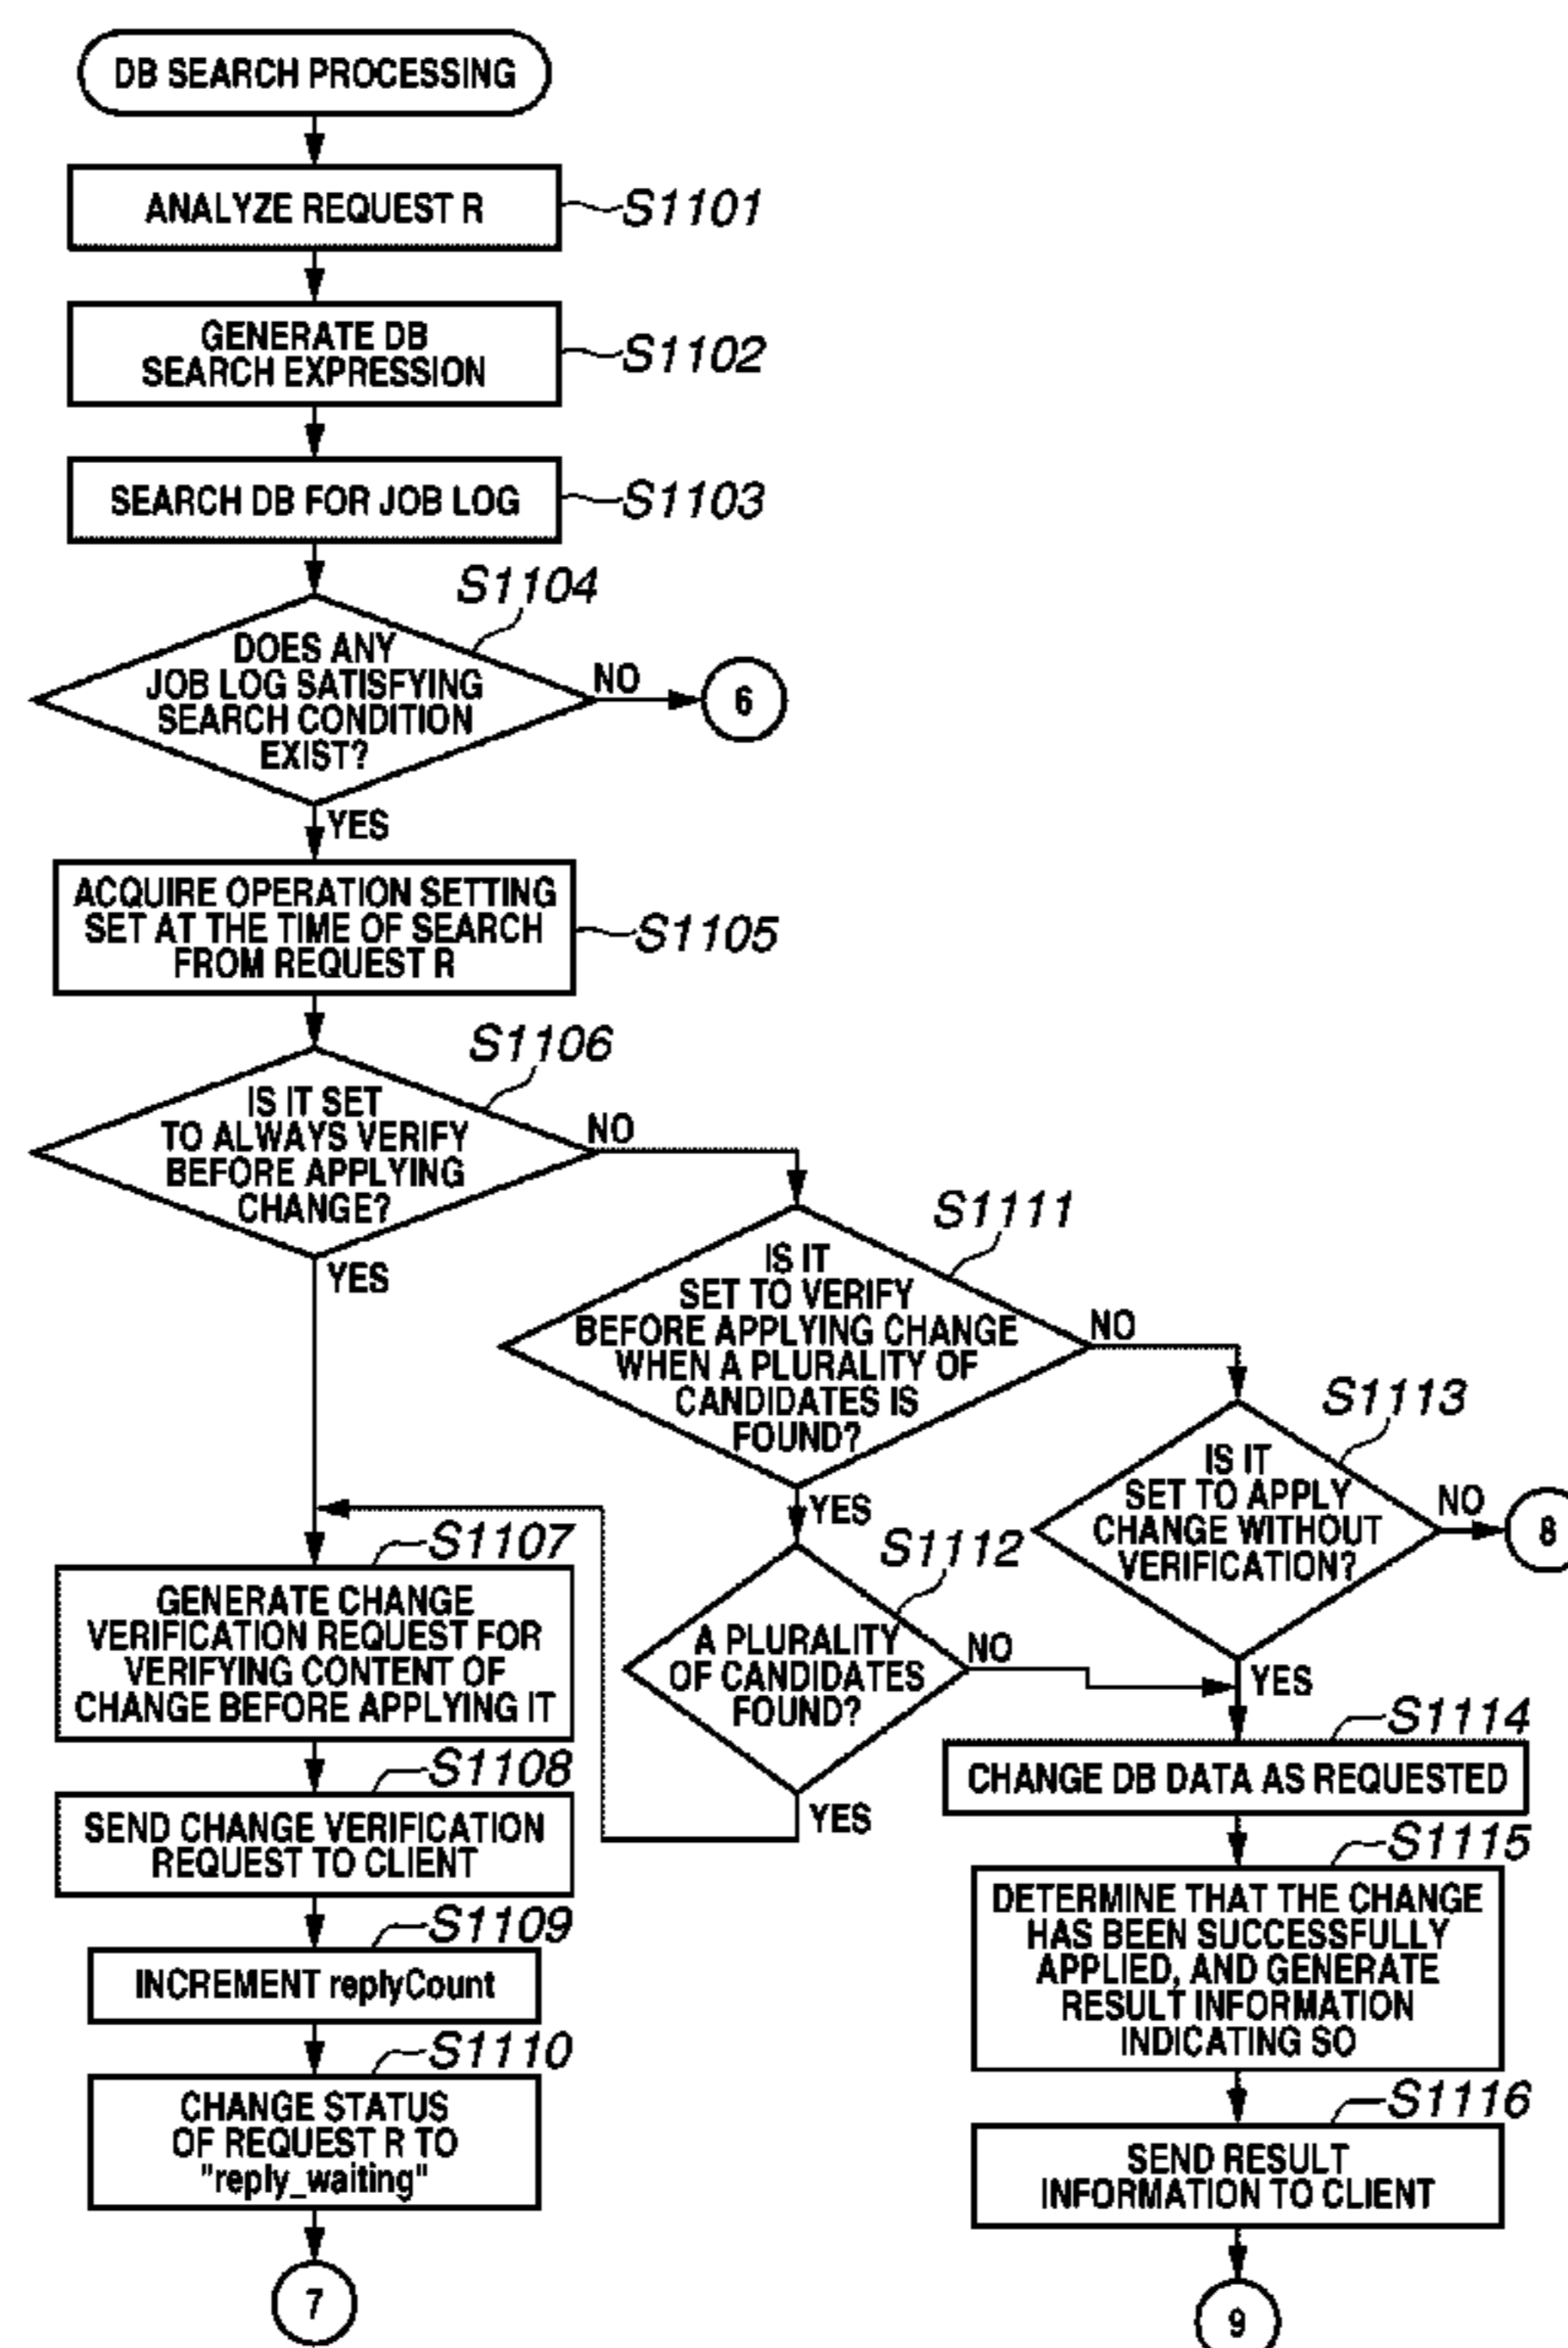 DB SEARCH PROCESSING
ANALYZE REQUEST R
S1101
GENERATE DB
SEARCH EXPRESSION
S1102
SEARCH DB FOR JOB LOG
S1103
S1104
DOES ANY
JOB LOG SATISFYING
SEARCH CONDITION
EXIST?
NO
6
YES
ACQUIRE OPERATION SETTING
SET AT THE TIME OF SEARCH
FROM REQUEST R
S1105
S1106
IS IT SET
TO ALWAYS VERIFY
BEFORE APPLYING
CHANGE?
NO
YES
S1111
IS IT
SET TO VERIFY
BEFORE APPLYING CHANGE
WHEN A PLURALITY OF
CANDIDATES IS
FOUND?
NO
YES
S1113
IS IT
SET TO APPLY
CHANGE WITHOUT
VERIFICATION?
NO
8
YES
S1112
A PLURALITY
OF CANDIDATES
FOUND?
NO
YES
S1107
GENERATE CHANGE
VERIFICATION REQUEST FOR
VERIFYING CONTENT OF
CHANGE BEFORE APPLYING IT
S1108
SEND CHANGE VERIFICATION
REQUEST TO CLIENT
S1109
INCREMENT replyCount
S1110
CHANGE STATUS
OF REQUEST R TO
"reply_waiting"
7
S1114
CHANGE DB DATA AS REQUESTED
S1115
DETERMINE THAT THE CHANGE
HAS BEEN SUCCESSFULLY
APPLIED, AND GENERATE
RESULT INFORMATION
INDICATING SO
S1116
SEND RESULT
INFORMATION TO CLIENT
9